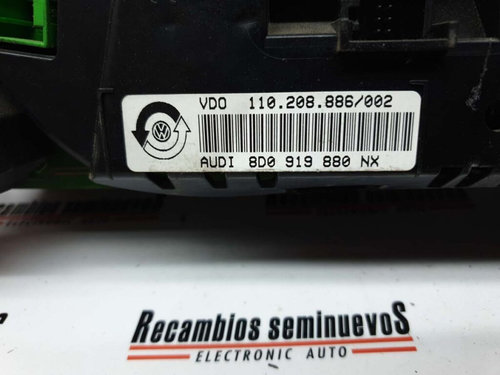 VDO 110.208.886/002
AUDI 8D0 919 880 NX
Recambios seminuevos
ELECTRONIC AUTO